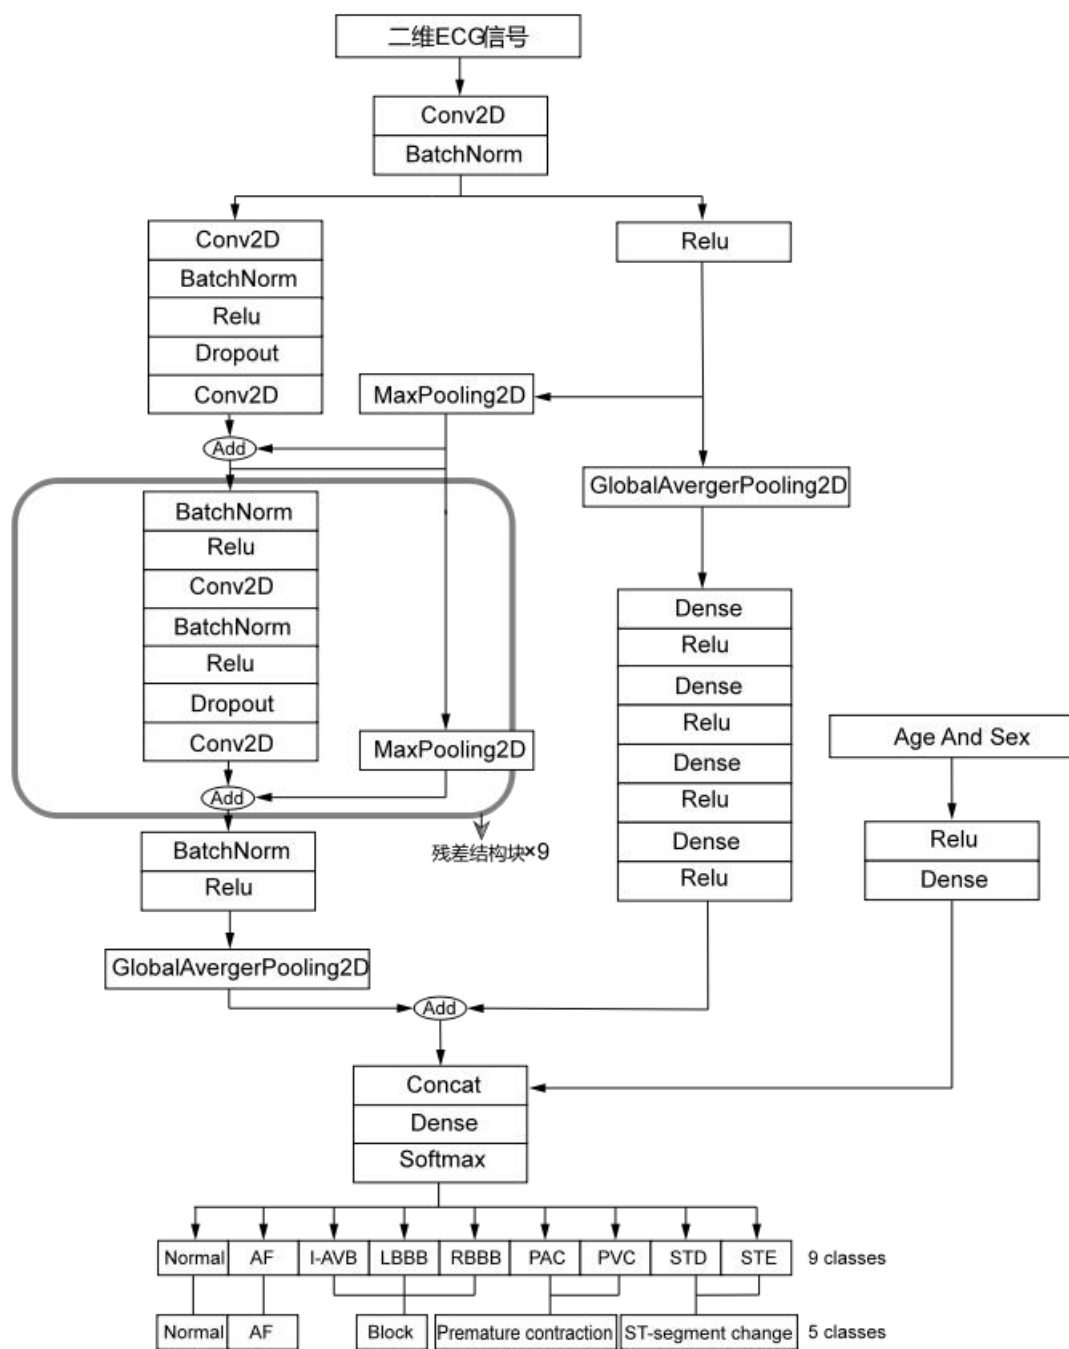 二维ECG信号
Conv2D
BatchNorm
Conv2D
BatchNorm
Relu
Dropout
Conv2D
Relu
MaxPooling2D
Add
GlobalAvergerPooling2D
BatchNorm
Relu
Conv2D
BatchNorm
Relu
Dropout
Conv2D
MaxPooling2D
Add
残差结构块×9
Dense
Relu
Dense
Relu
Dense
Relu
Dense
Relu
Age And Sex
Relu
Dense
BatchNorm
Relu
GlobalAvergerPooling2D
Add
Concat
Dense
Softmax
Normal AF I-AVB LBBB RBBB PAC PVC STD STE 9 classes
Normal AF Block Premature contraction ST-segment change 5 classes